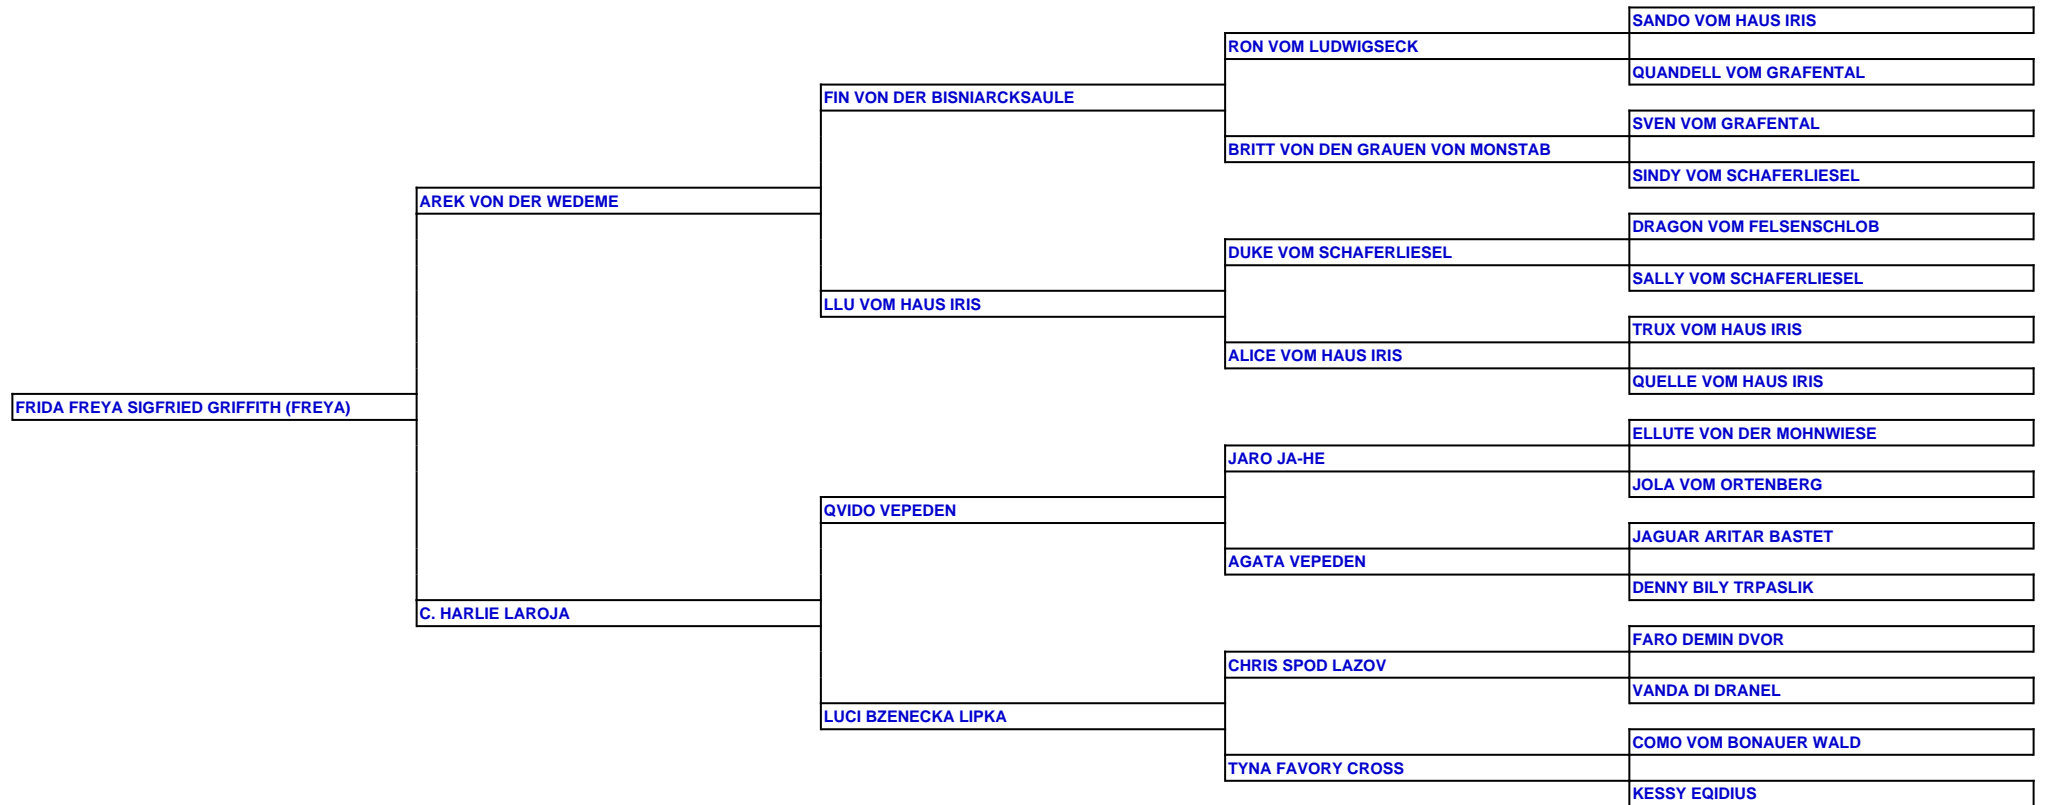 SANDO VOM HAUS IRIS
RON VOM LUDWIGSECK
QUANDELL VOM GRAFENTAL
FIN VON DER BISNIARCKSAULE
SVEN VOM GRAFENTAL
BRITT VON DEN GRAUEN VON MONSTAB
SINDY VOM SCHAFERLIESEL
AREK VON DER WEDEME
DRAGON VOM FELSENSCHLOB
DUKE VOM SCHAFERLIESEL
SALLY VOM SCHAFERLIESEL
LLU VOM HAUS IRIS
TRUX VOM HAUS IRIS
ALICE VOM HAUS IRIS
QUELLE VOM HAUS IRIS
FRIDA FREYA SIGFRIED GRIFFITH (FREYA)
ELLUTE VON DER MOHNWIESE
JARO JA-HE
JOLA VOM ORTENBERG
QVIDO VEPEDEN
JAGUAR ARITAR BASTET
AGATA VEPEDEN
DENNY BILY TRPASLIK
C. HARLIE LAROJA
FARO DEMIN DVOR
CHRIS SPOD LAZOV
VANDA DI DRANEL
LUCI BZENECKA LIPKA
COMO VOM BONAUER WALD
TYNA FAVORY CROSS
KESSY EQIDIUS